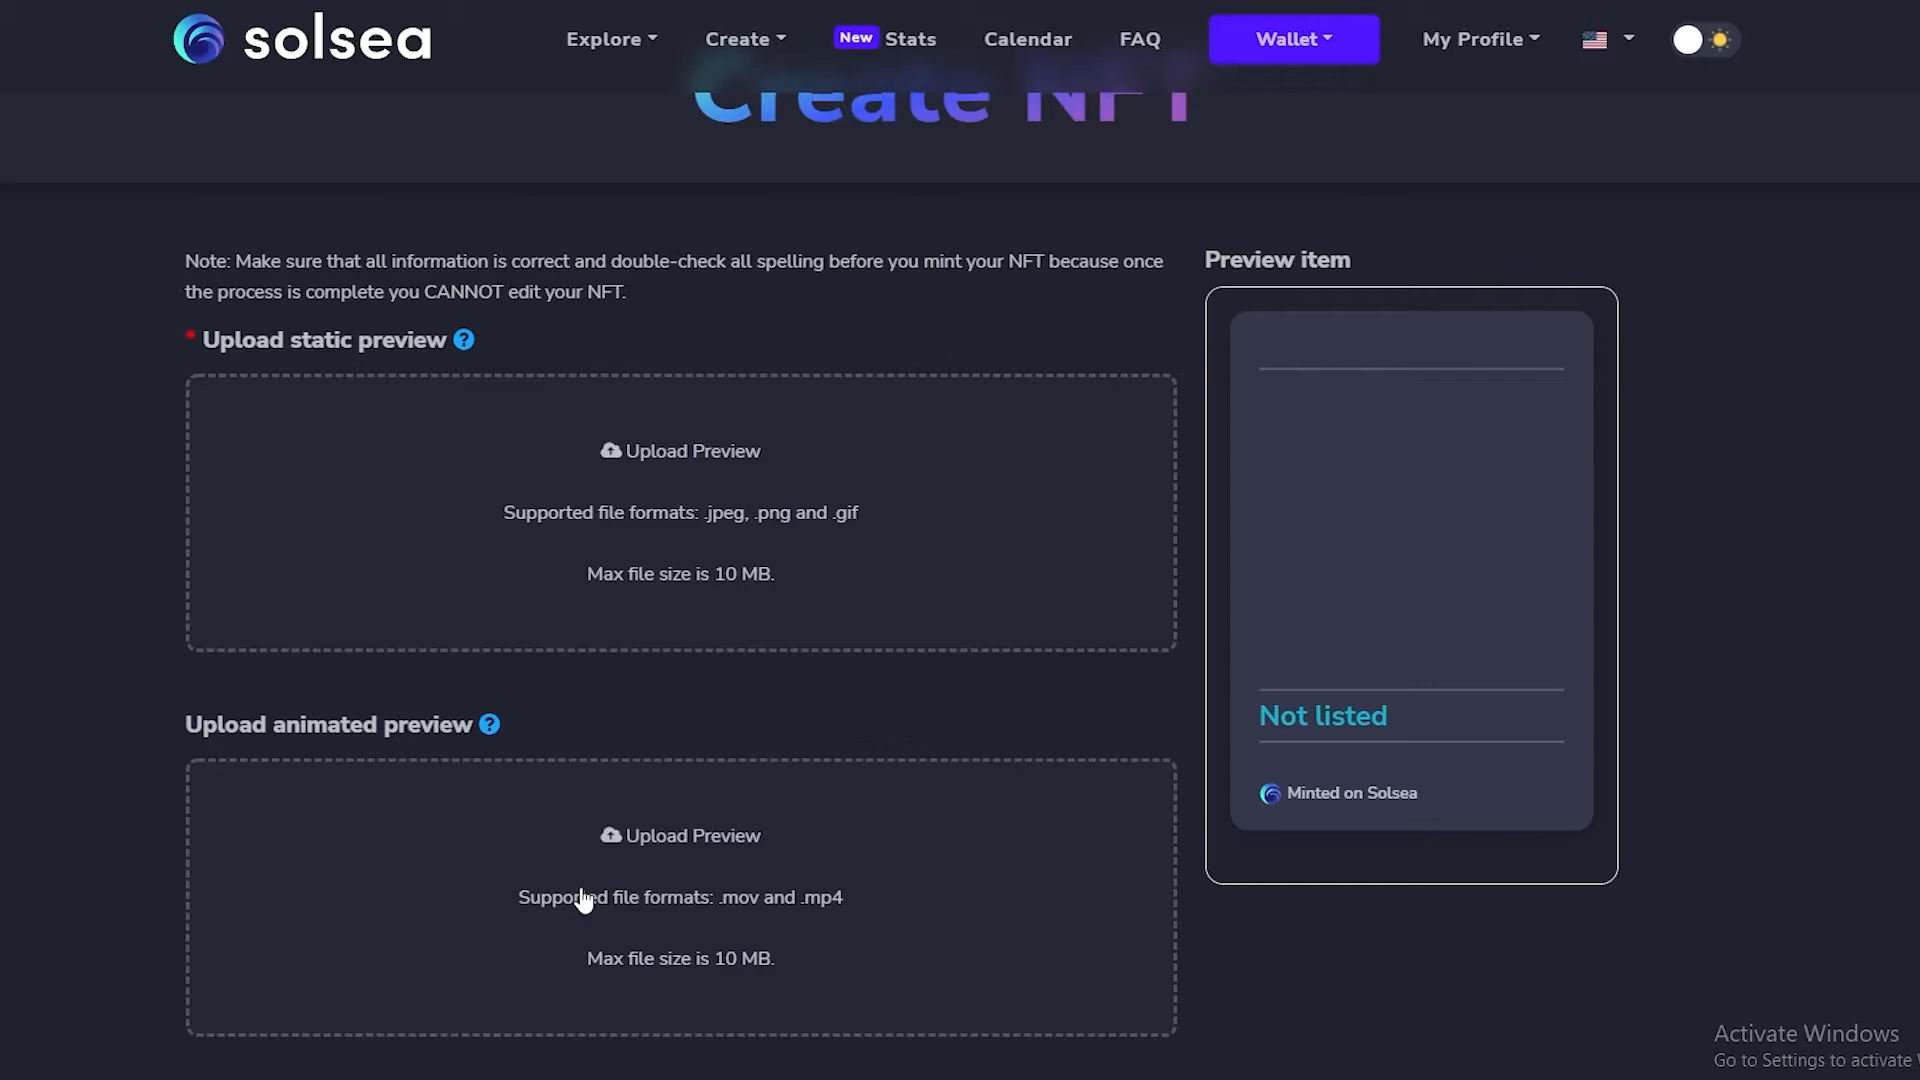 solsea
Explore
Create
New Stats
Calendar
FAQ
Wallet
My Profile
Create NFT
Note: Make sure that all information is correct and double-check all spelling before you mint your NFT because once
the process is complete you CANNOT edit your NFT.
* Upload static preview ?
Upload Preview
Supported file formats: .jpeg, .png and .gif
Max file size is 10 MB.
Upload animated preview ?
Upload Preview
Supported file formats: .mov and .mp4
Max file size is 10 MB.
Preview item
Not listed
Minted on Solsea
Activate Windows
Go to Settings to activate